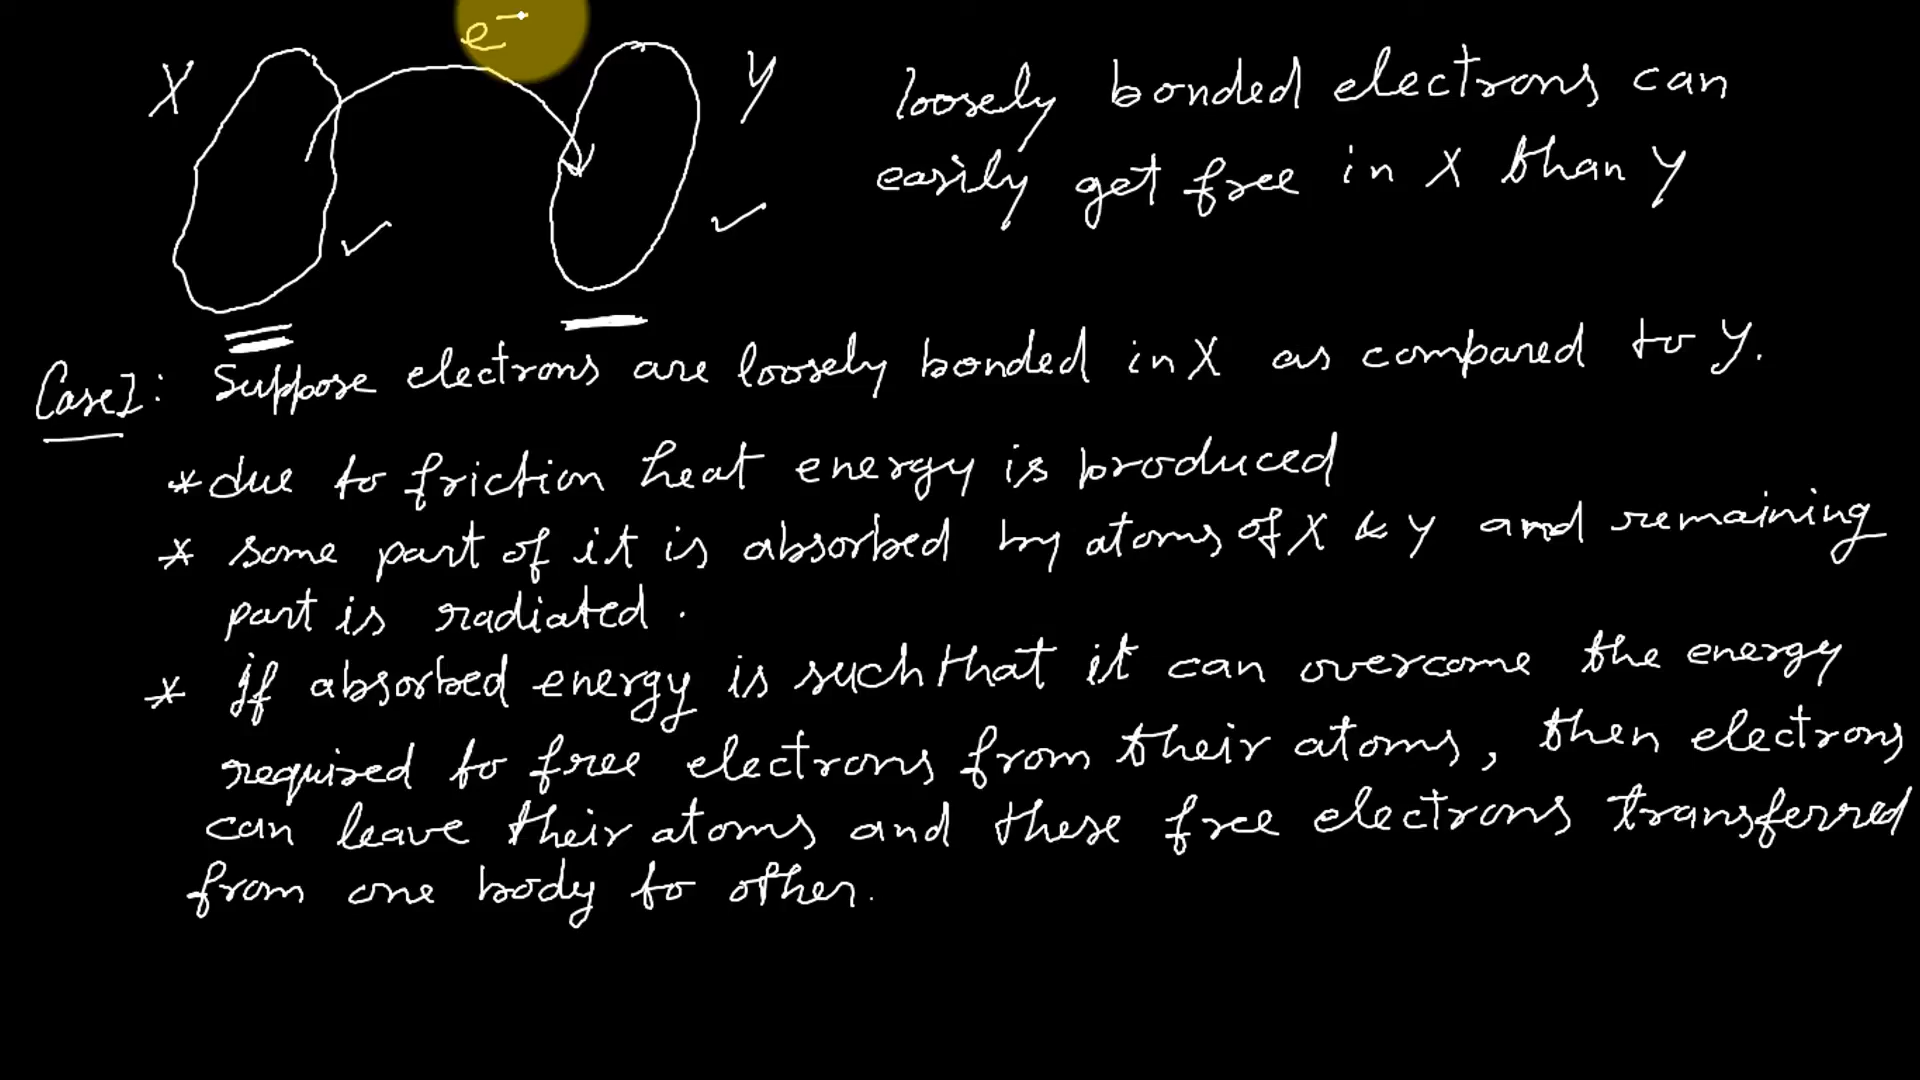 e⁻
X
Y
loosely bonded electrons can
easily get free in X than Y
Case1: Suppose electrons are loosely bonded in X as compared to Y.
* due to friction heat energy is produced
* some part of it is absorbed by atoms of X & Y and remaining
part is radiated.
* if absorbed energy is such that it can overcome the energy
required to free electrons from their atoms, then electrons
can leave their atoms and these free electrons transferred
from one body to other.